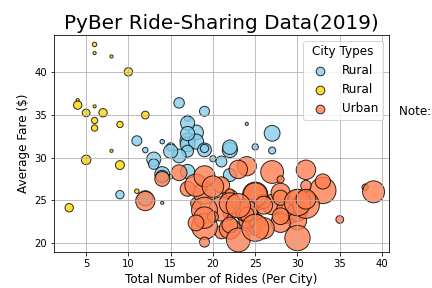 PyBer Ride-Sharing Data(2019)
City Types
Rural
Rural
Urban
Note:
Average Fare ($)
40
35
30
25
20
5 10 15 20 25 30 35 40
Total Number of Rides (Per City)